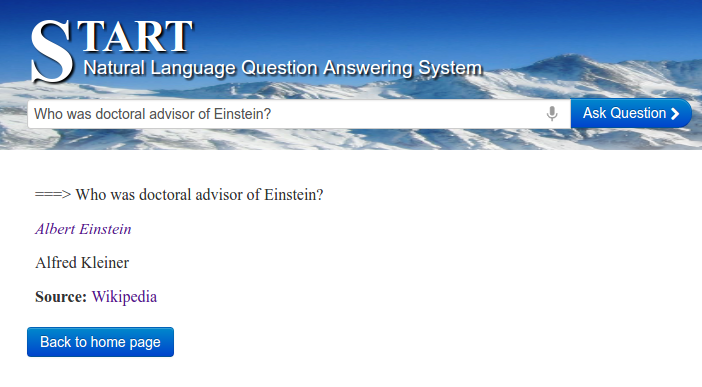 START
Natural Language Question Answering System
Who was doctoral advisor of Einstein?
Ask Question
===> Who was doctoral advisor of Einstein?
Albert Einstein
Alfred Kleiner
Source: Wikipedia
Back to home page